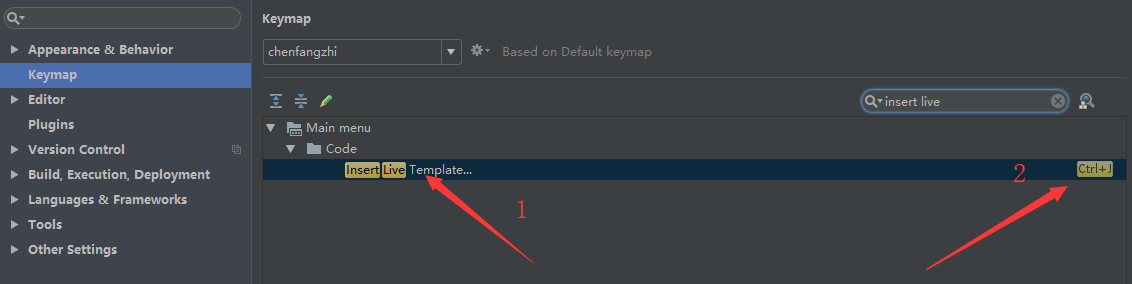 Keymap
Appearance & Behavior
Keymap
Editor
Plugins
Version Control
Build, Execution, Deployment
Languages & Frameworks
Tools
Other Settings
chenfangzhi
Based on Default keymap
insert live
Main menu
Code
Insert Live Template...
Ctrl+J
1
2